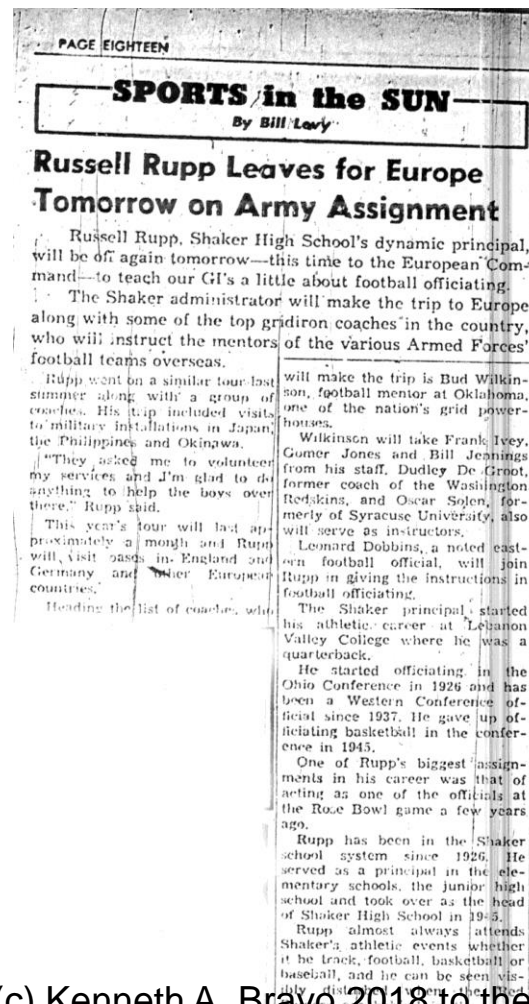 PAGE EIGHTEEN
SPORTS in the SUN
By Bill Levy
Russell Rupp Leaves for Europe
Tomorrow on Army Assignment
Russell Rupp, Shaker High School's dynamic principal,
will be off again tomorrow—this time to the European Com-
mand—to teach our GI's a little about football officiating.
The Shaker administrator will make the trip to Europe
along with some of the top gridiron coaches in the country,
who will instruct the mentors of the various Armed Forces'
football teams overseas.
Rupp went on a similar tour last
summer along with a group of
coaches. His trip included visits
to military installations in Japan,
the Philippines and Okinawa.
"They asked me to volunteer
my services and I'm glad to do
anything to help the boys over
there," Rupp said.
This year's tour will last ap-
proximately a month and Rupp
will visit bases in England and
Germany and other European
countries.
Heading the list of coaches who
will make the trip is Bud Wilkin-
son, football mentor at Oklahoma,
one of the nation's grid power-
houses.
Wilkinson will take Frank Ivey,
Gomer Jones and Bill Jennings
from his staff. Dudley De Groot,
former coach of the Washington
Redskins, and Oscar Solen, for-
merly of Syracuse University, also
will serve as instructors.
Leonard Dobbins, a noted east-
ern football official, will join
Rupp in giving the instructions in
football officiating.
The Shaker principal started
his athletic career at Lebanon
Valley College where he was a
quarterback.
He started officiating in the
Ohio Conference in 1926 and has
been a Western Conference of-
ficial since 1937. He gave up of-
ficiating basketball in the confer-
ence in 1945.
One of Rupp's biggest assign-
ments in his career was that of
acting as one of the officials at
the Rose Bowl game a few years
ago.
Rupp has been in the Shaker
school system since 1926. He
served as a principal in the ele-
mentary schools, the junior high
school and took over as the head
of Shaker High School in 1945.
Rupp almost always attends
Shaker's athletic events whether
it be track, football, basketball or
baseball, and he can be seen vis-
ibly when the Red
(c) Kenneth A. Bravo 2018 to tha